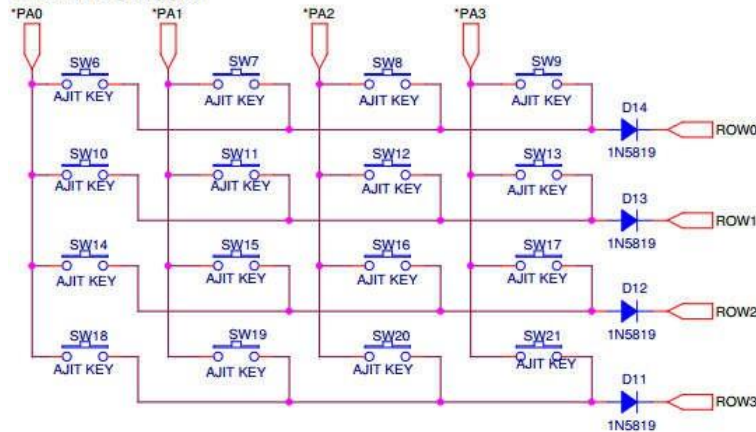 *PA0 *PA1 *PA2 *PA3
SW6 SW7 SW8 SW9
AJIT KEY AJIT KEY AJIT KEY AJIT KEY
D14
ROW0
1N5819
SW10 SW11 SW12 SW13
AJIT KEY AJIT KEY AJIT KEY AJIT KEY
D13
ROW1
1N5819
SW14 SW15 SW16 SW17
AJIT KEY AJIT KEY AJIT KEY AJIT KEY
D12
ROW2
1N5819
SW18 SW19 SW20 SW21
AJIT KEY AJIT KEY AJIT KEY AJIT KEY
D11
ROW3
1N5819